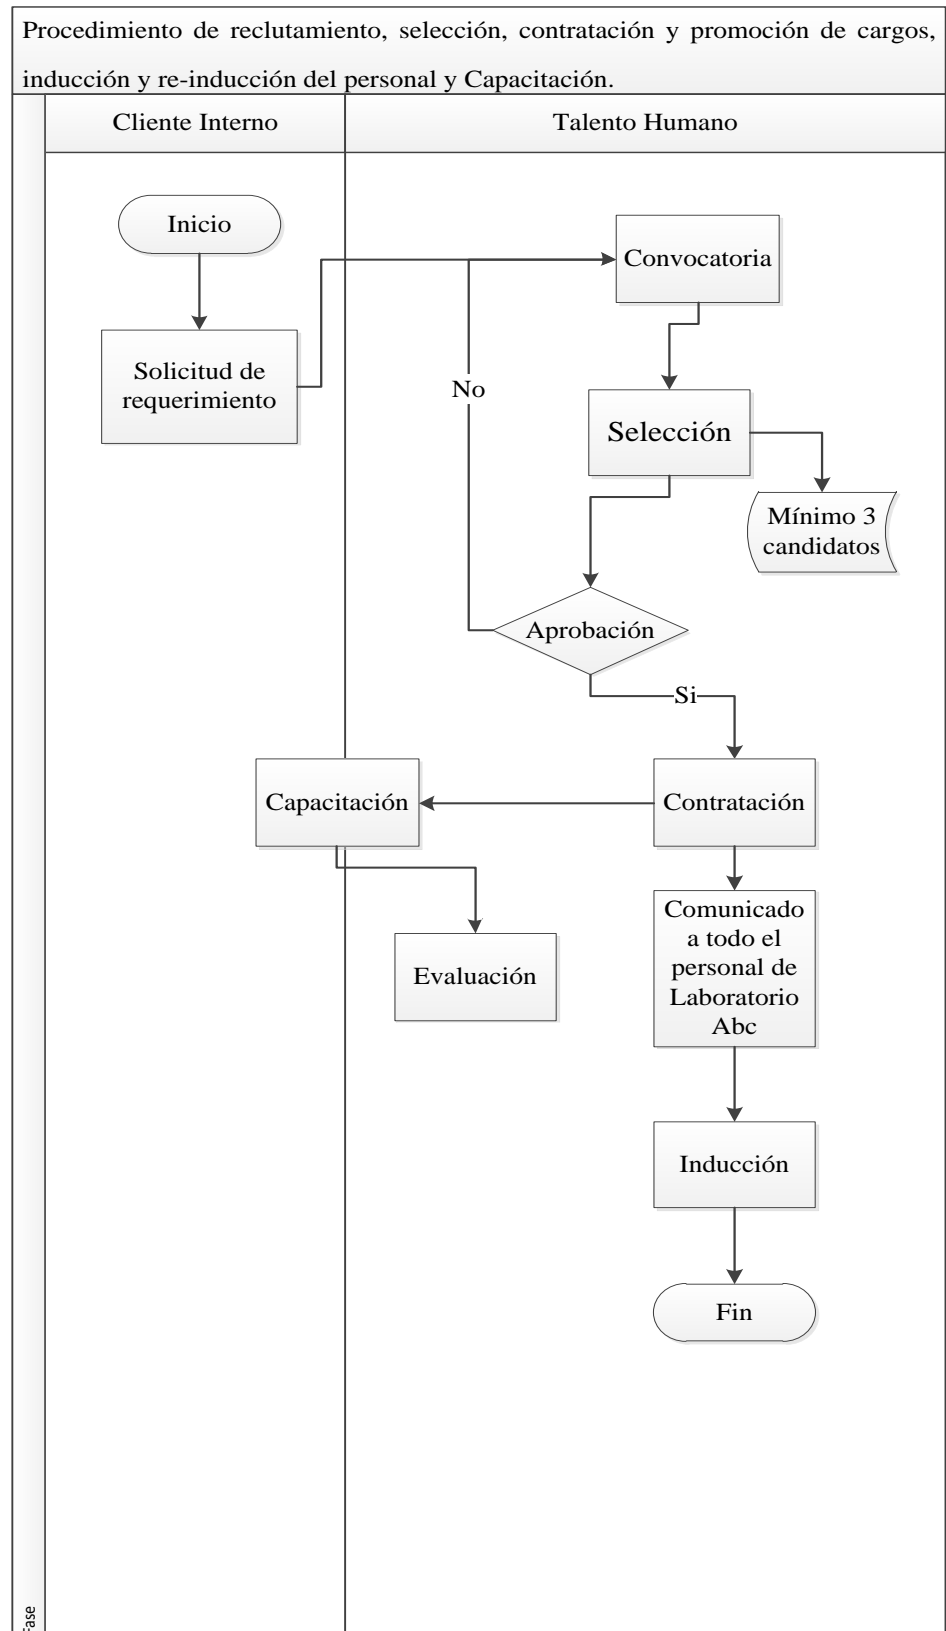 Procedimiento de reclutamiento, selección, contratación y promoción de cargos,
inducción y re-inducción del personal y Capacitación.
Cliente Interno
Talento Humano
Inicio
Convocatoria
Solicitud de
requerimiento
No
Selección
Mínimo 3
candidatos
Aprobación
Si
Capacitación
Contratación
Comunicado
a todo el
personal de
Laboratorio
Abc
Evaluación
Inducción
Fin
Fase